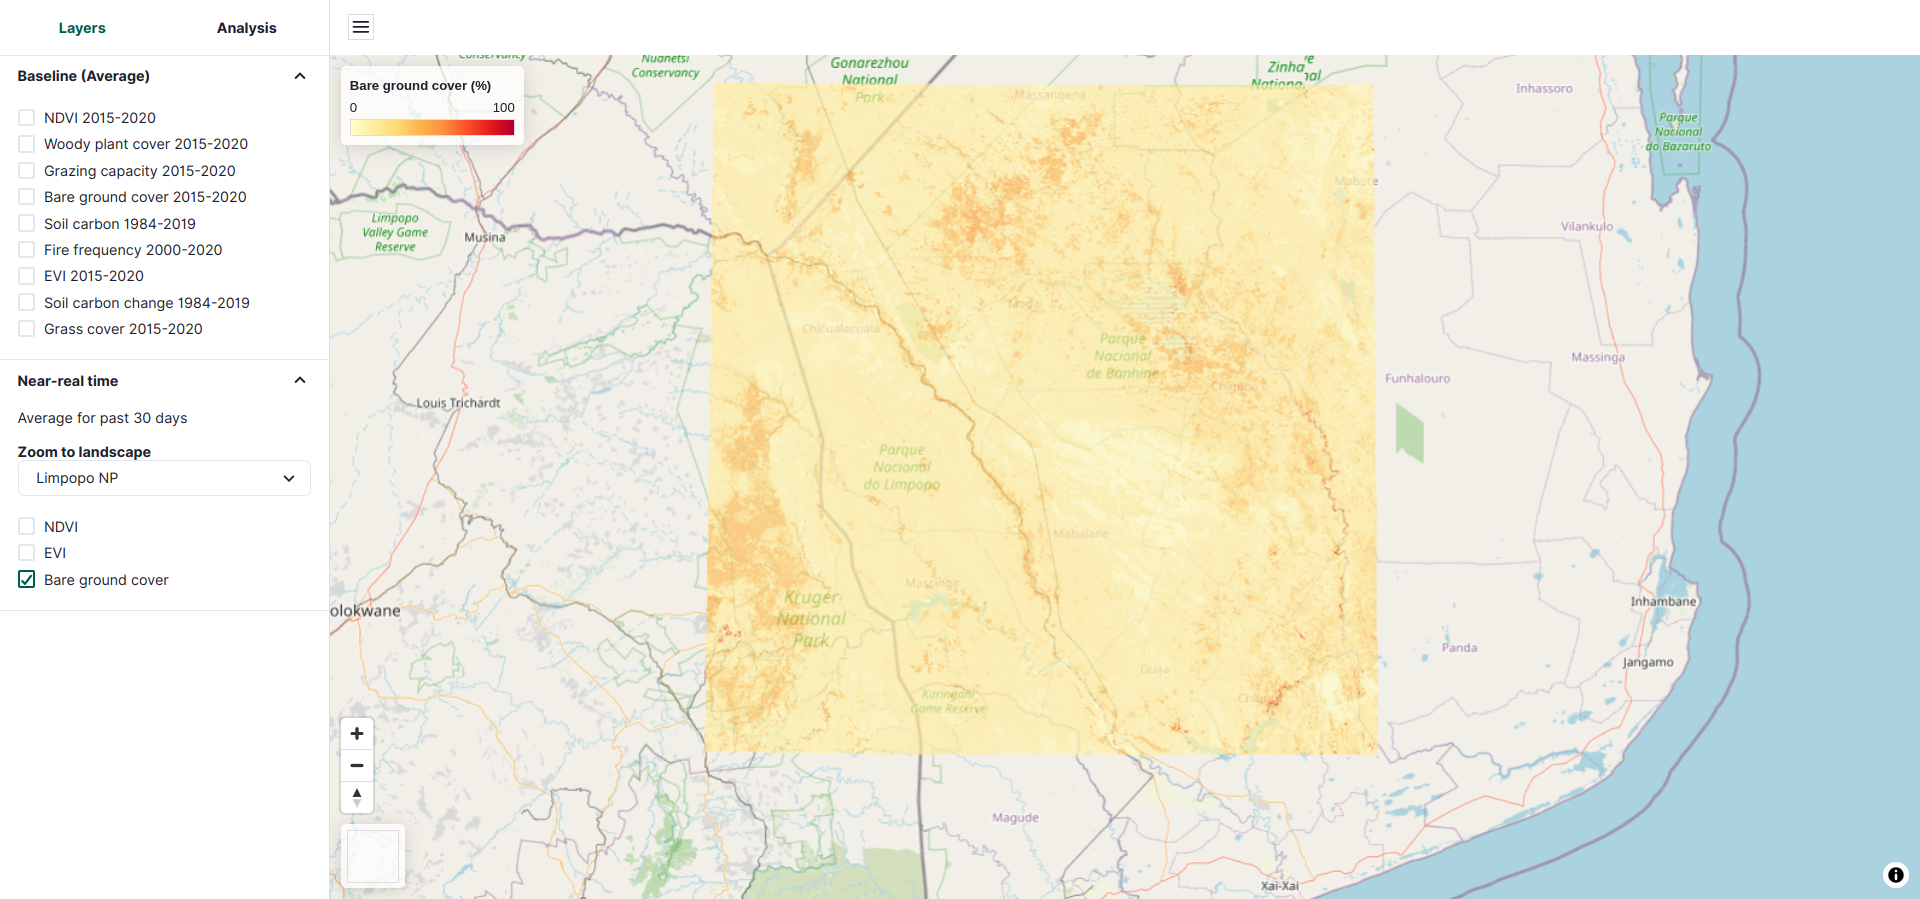 Layers
Analysis
Baseline (Average)
NDVI 2015-2020
Woody plant cover 2015-2020
Grazing capacity 2015-2020
Bare ground cover 2015-2020
Soil carbon 1984-2019
Fire frequency 2000-2020
EVI 2015-2020
Soil carbon change 1984-2019
Grass cover 2015-2020
Near-real time
Average for past 30 days
Zoom to landscape
Limpopo NP
NDVI
EVI
Bare ground cover
Bare ground cover (%)
0
100
Conservancy
Nuanetsi
Conservancy
Gonarezhou
National
Park
Massangena
Zinha
National
Inhassoro
Parque
Nacional
do Bazaruto
Mabote
Limpopo
Valley Game
Reserve
Musina
Vilankulo
Chicualacuala
Parque
Nacional
de Banhine
Chigubo
Massinga
Funhalouro
Louis Trichardt
Parque
Nacional
do Limpopo
Mabalane
Massingir
Kruger
National
Park
olokwane
Inhambane
Panda
Jangamo
Guijá
Karingani
Game Reserve
Magude
Xai-Xai